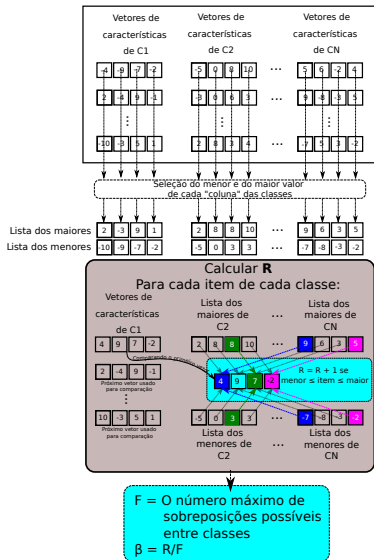 Vetores de características de C1
Vetores de características de C2
Vetores de características de CN
-4 -9 -7 -2
-5 0 8 10
...
5 6 -2 4
2 -4 9 -1
-3 0 6 3
...
9 -8 -3 5
⋮
⋮
⋮
-10 -3 5 1
2 8 3 4
...
-7 5 3 -2
Seleção do menor e do maior valor
de cada "coluna" das classes
Lista dos maiores
2 -3 9 1
2 8 8 10
...
9 6 3 5
Lista dos menores
-10 -9 -7 -2
-5 0 3 3
...
-7 -8 -3 -2
Calcular R
Para cada item de cada classe:
Vetores de
características
de C1
Lista dos
maiores de
C2
Lista dos
maiores de
CN
4 9 7 -2
2 8 8 10
...
9 6 3 5
Comparando o primeiro vetor
2 -4 9 -1
Próximo vetor usado
para comparação
4 9 7 -2
R = R + 1 se
menor ≤ item ≤ maior
10 -3 5 1
Próximo vetor usado
para comparação
-5 0 3 3
...
-7 -8 -3 -2
Lista dos
menores de
C2
Lista dos
menores de
CN
F = O número máximo de
sobreposições possíveis
entre classes
β = R/F